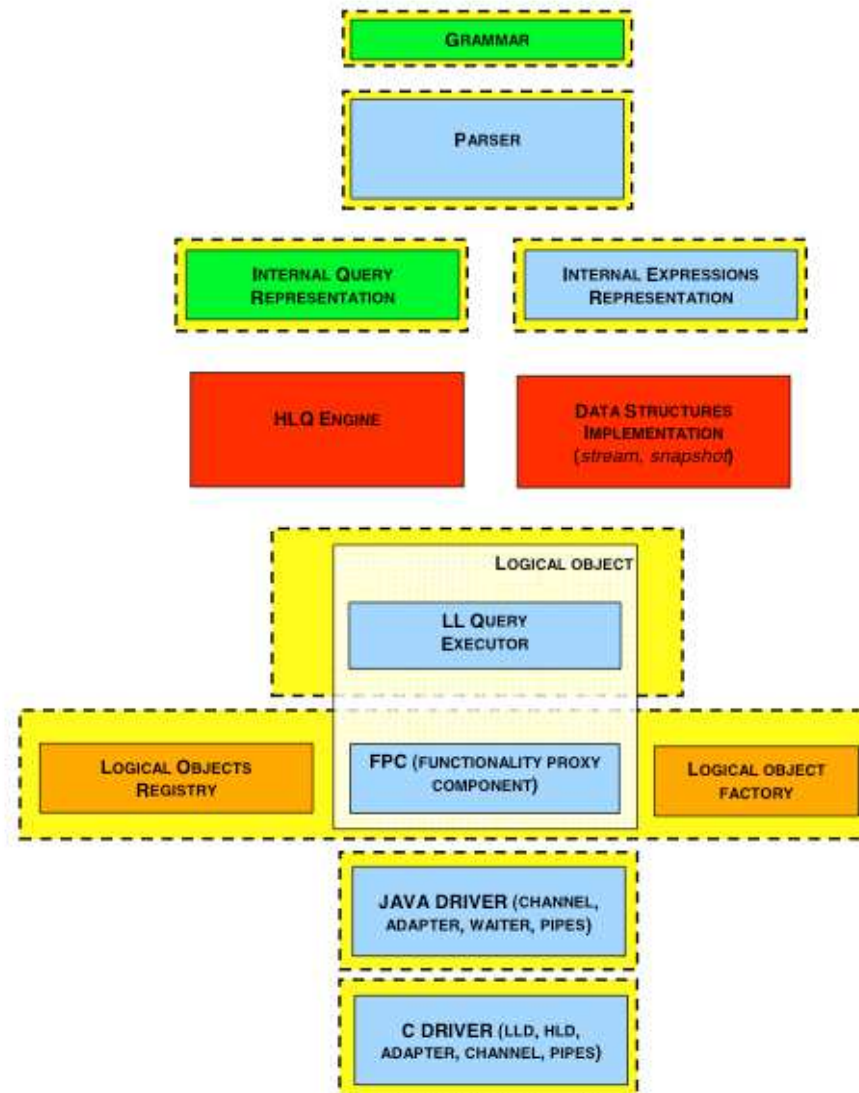 GRAMMAR
PARSER
INTERNAL QUERY
REPRESENTATION
INTERNAL EXPRESSIONS
REPRESENTATION
HLQ ENGINE
DATA STRUCTURES
IMPLEMENTATION
(stream, snapshot)
LOGICAL OBJECT
LL QUERY
EXECUTOR
LOGICAL OBJECTS
REGISTRY
FPC (FUNCTIONALITY PROXY
COMPONENT)
LOGICAL OBJECT
FACTORY
JAVA DRIVER (CHANNEL,
ADAPTER, WAITER, PIPES)
C DRIVER (LLD, HLD,
ADAPTER, CHANNEL, PIPES)